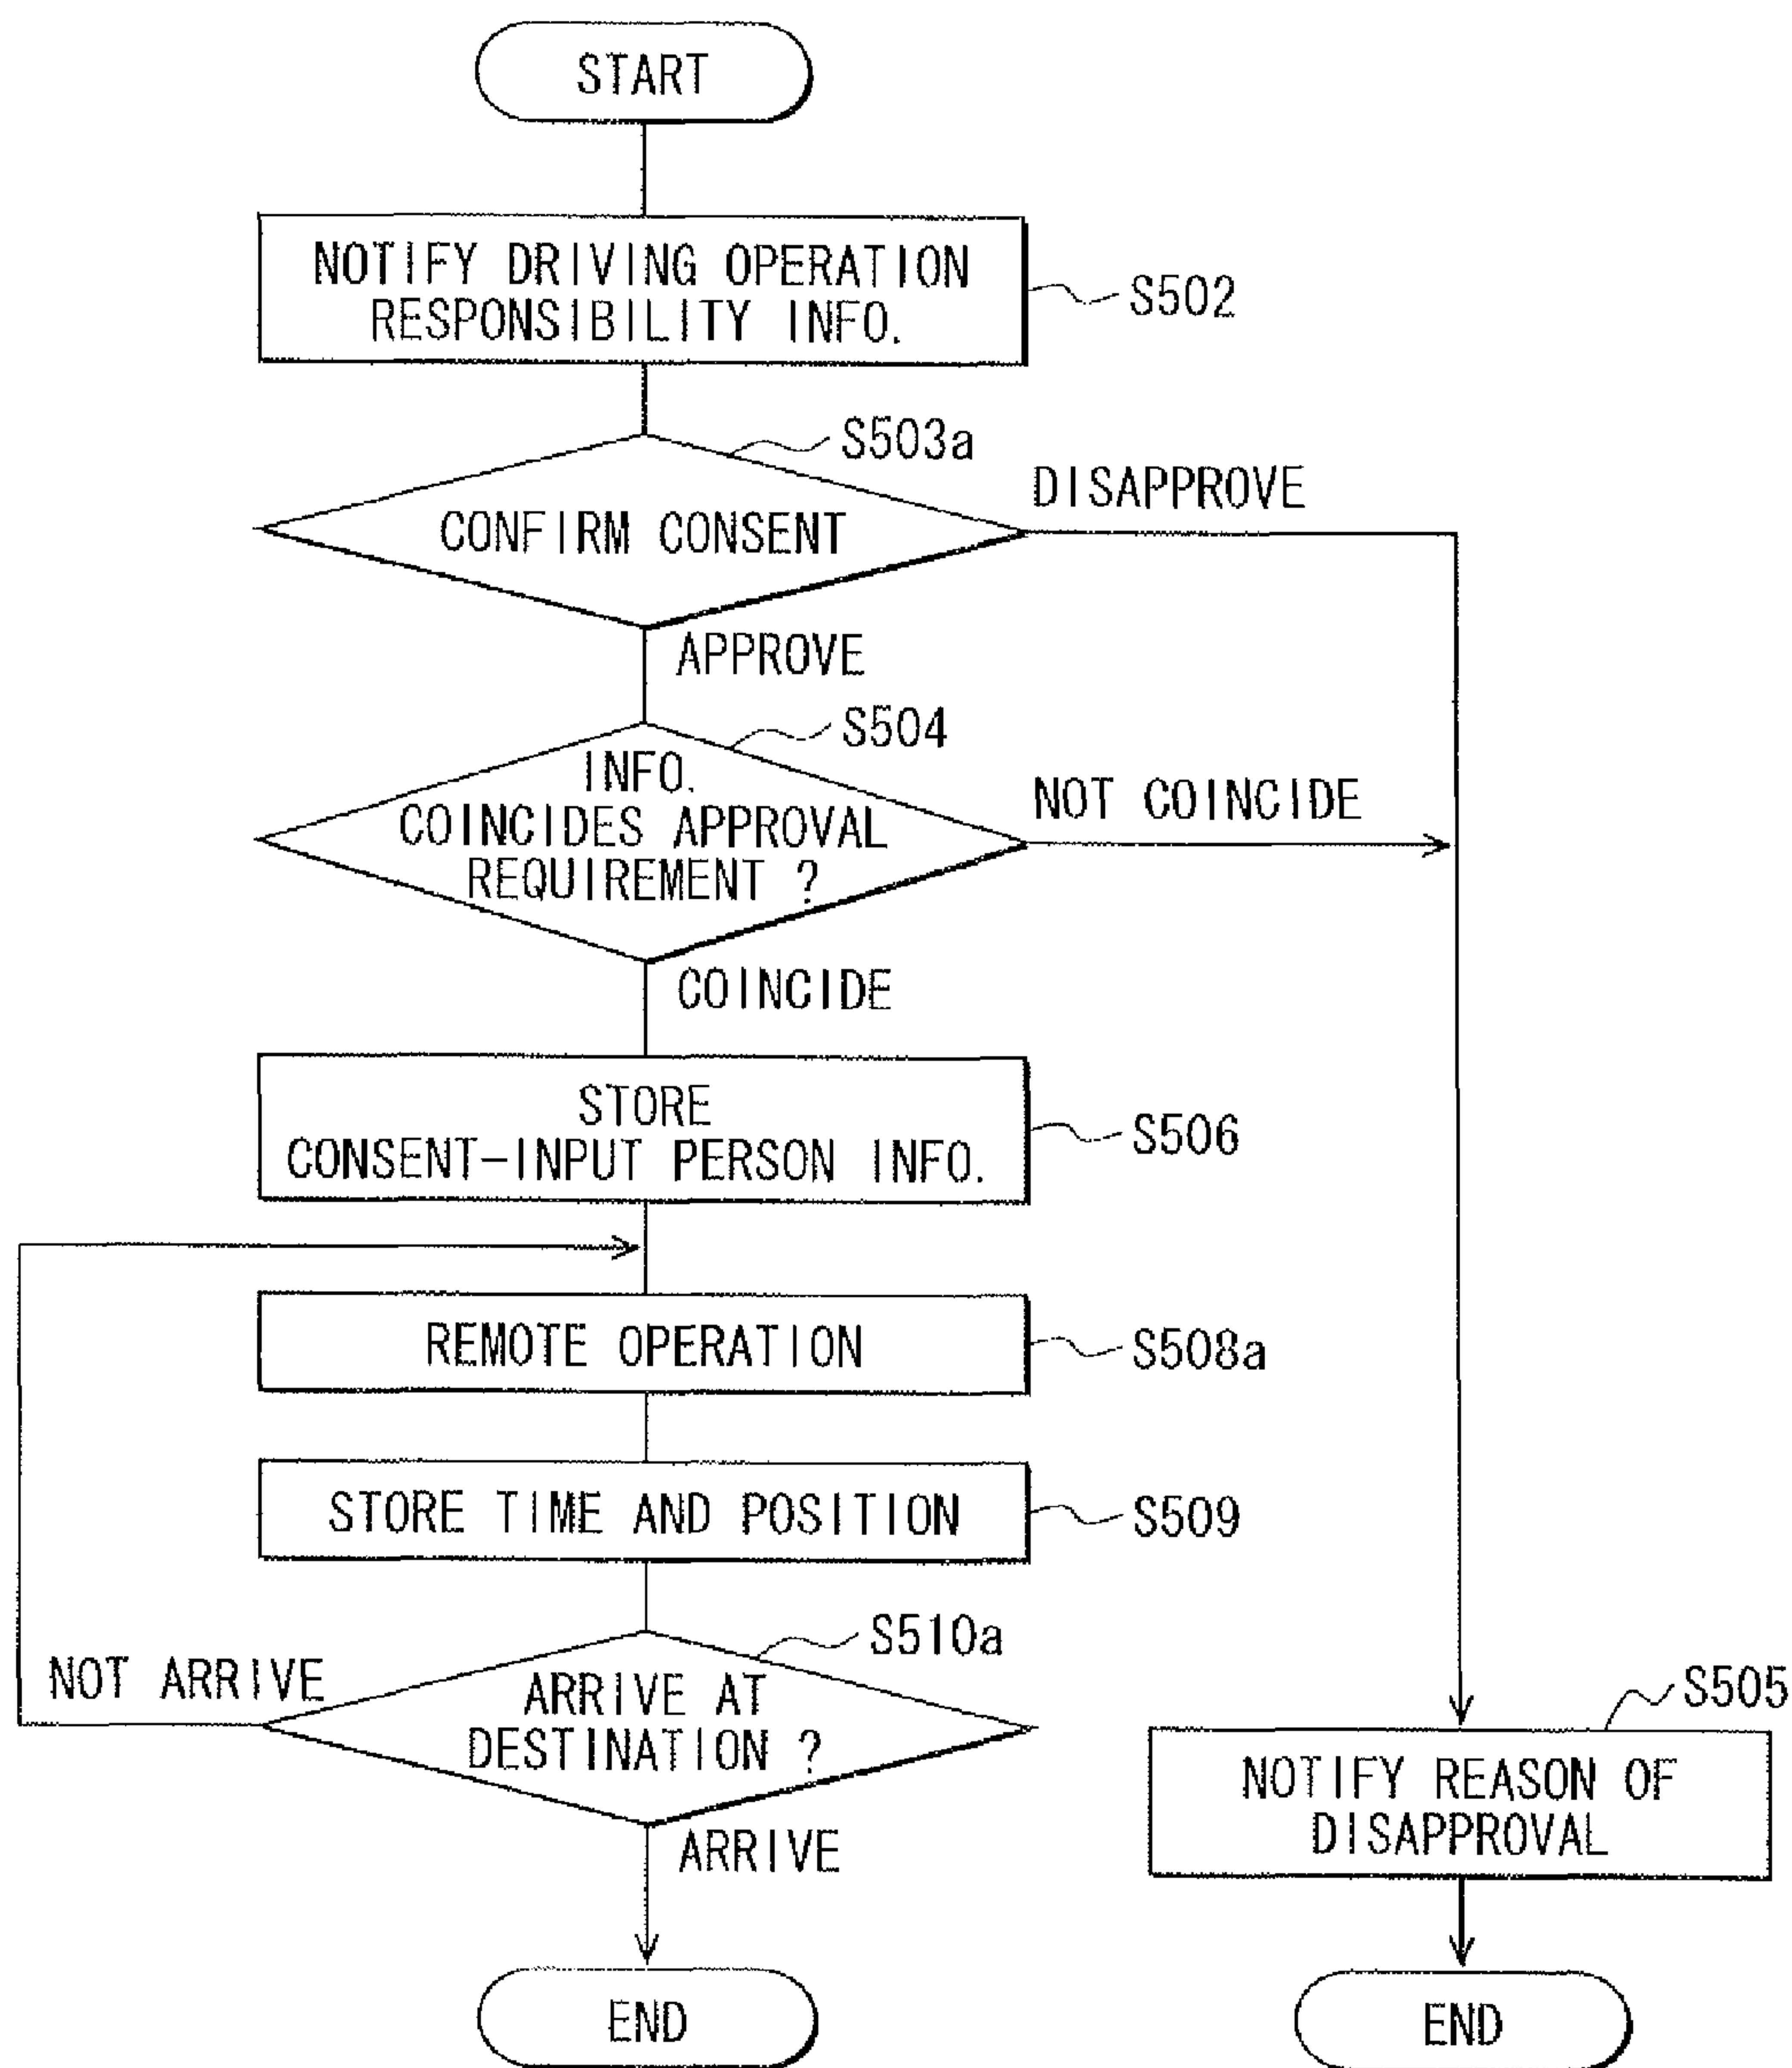 START
NOTIFY DRIVING OPERATION
RESPONSIBILITY INFO.
S502
S503a
DISAPPROVE
CONFIRM CONSENT
APPROVE
S504
INFO.
COINCIDES APPROVAL
REQUIREMENT ?
NOT COINCIDE
COINCIDE
STORE
CONSENT-INPUT PERSON INFO.
S506
REMOTE OPERATION
S508a
STORE TIME AND POSITION
S509
S510a
NOT ARRIVE
ARRIVE AT
DESTINATION ?
ARRIVE
S505
NOTIFY REASON OF
DISAPPROVAL
END
END